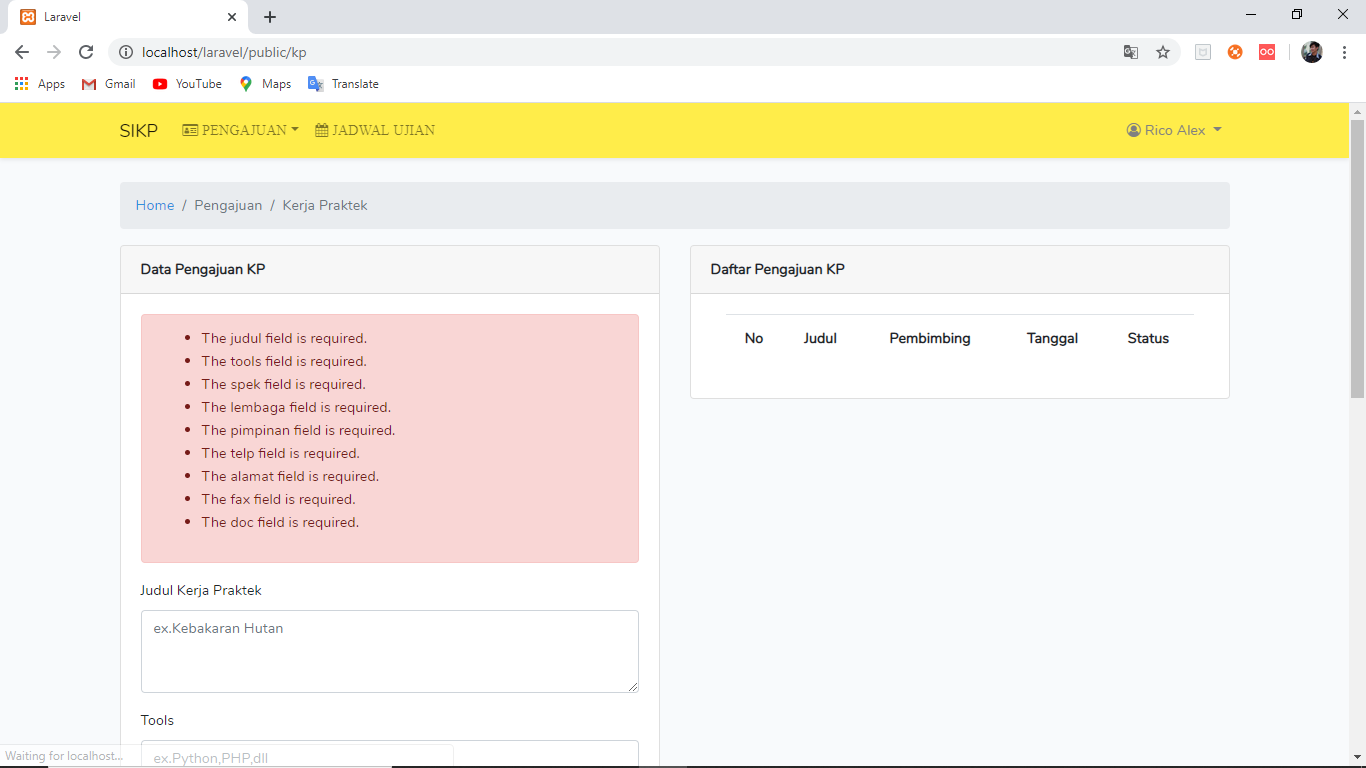 Laravel
localhost/laravel/public/kp
Apps Gmail YouTube Maps Translate
SIKP PENGAJUAN JADWAL UJIAN Rico Alex
Home / Pengajuan / Kerja Praktek
Data Pengajuan KP
The judul field is required.
The tools field is required.
The spek field is required.
The lembaga field is required.
The pimpinan field is required.
The telp field is required.
The alamat field is required.
The fax field is required.
The doc field is required.
Judul Kerja Praktek
ex.Kebakaran Hutan
Tools
ex.Python,PHP,dll
Daftar Pengajuan KP
No Judul Pembimbing Tanggal Status
Waiting for localhost...